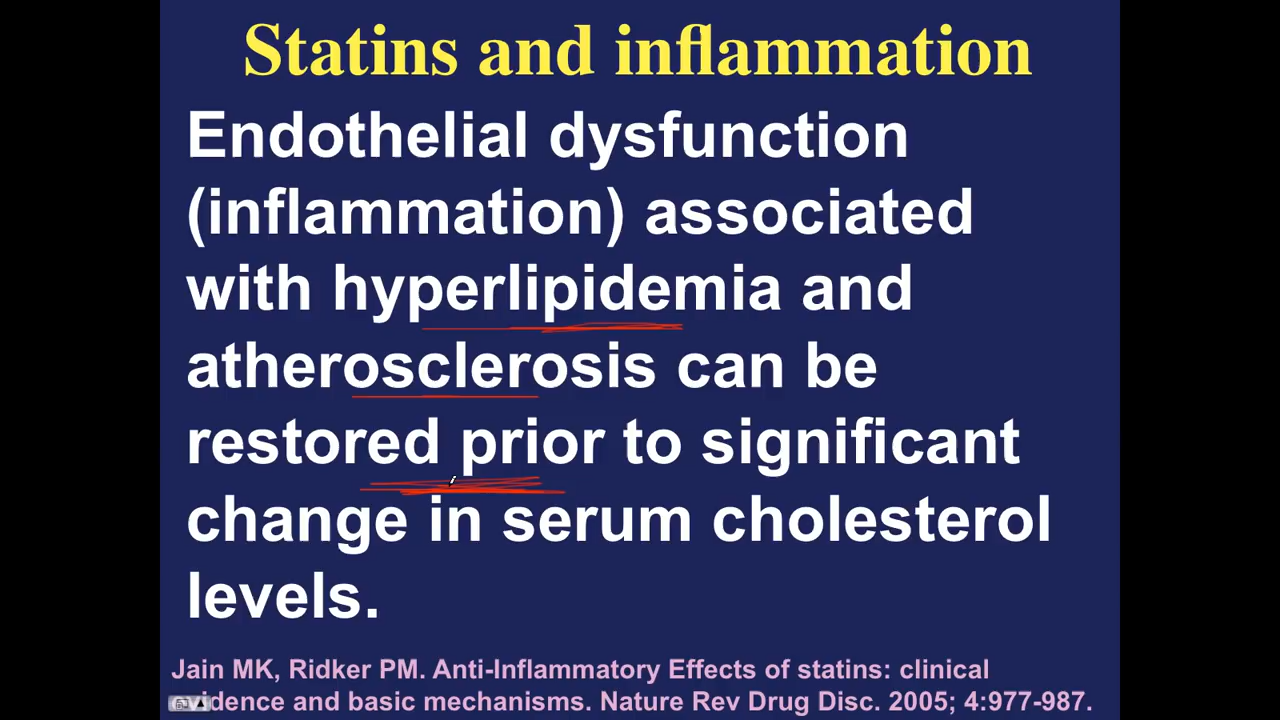 Statins and inflammation
Endothelial dysfunction
(inflammation) associated
with hyperlipidemia and
atherosclerosis can be
restored prior to significant
change in serum cholesterol
levels.
Jain MK, Ridker PM. Anti-Inflammatory Effects of statins: clinical
evidence and basic mechanisms. Nature Rev Drug Disc. 2005; 4:977-987.